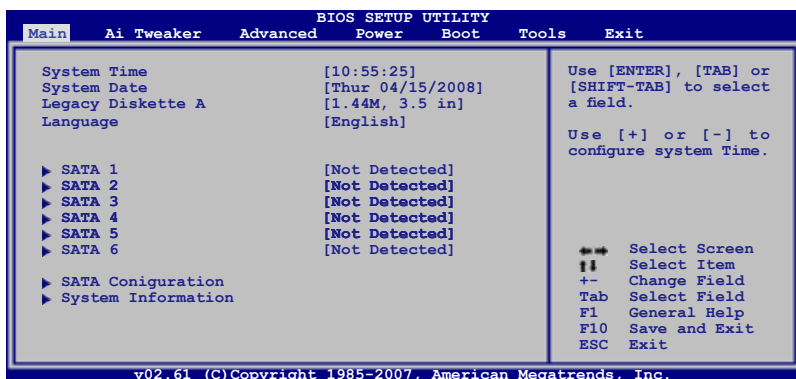 BIOS SETUP UTILITY
Main Ai Tweaker Advanced Power Boot Tools Exit
System Time [10:55:25]
System Date [Thur 04/15/2008]
Legacy Diskette A [1.44M, 3.5 in]
Language [English]
SATA 1 [Not Detected]
SATA 2 [Not Detected]
SATA 3 [Not Detected]
SATA 4 [Not Detected]
SATA 5 [Not Detected]
SATA 6 [Not Detected]
SATA Coniguration
System Information
Use [ENTER], [TAB] or
[SHIFT-TAB] to select
a field.
Use [+] or [-] to
configure system Time.
Select Screen
Select Item
+- Change Field
Tab Select Field
F1 General Help
F10 Save and Exit
ESC Exit
v02.61 (C)Copyright 1985-2007, American Megatrends, Inc.